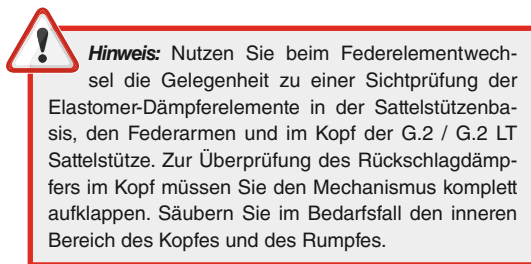 Hinweis: Nutzen Sie beim Federelementwech-
sel die Gelegenheit zu einer Sichtprüfung der
Elastomer-Dämpferelemente in der Sattelstützenba-
sis, den Federarmen und im Kopf der G.2 / G.2 LT
Sattelstütze. Zur Überprüfung des Rückschlagdämp-
fers im Kopf müssen Sie den Mechanismus komplett
aufklappen. Säubern Sie im Bedarfsfall den inneren
Bereich des Kopfes und des Rumpfes.